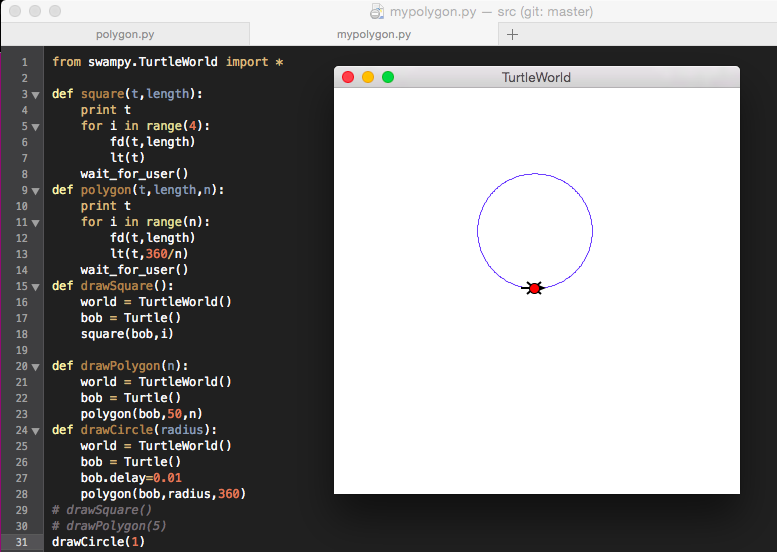 mypolygon.py — src (git: master)
polygon.py
mypolygon.py
+
1 from swampy.TurtleWorld import *
2
3 def square(t,length):
4     print t
5     for i in range(4):
6         fd(t,length)
7         lt(t)
8     wait_for_user()
9 def polygon(t,length,n):
10     print t
11     for i in range(n):
12         fd(t,length)
13         lt(t,360/n)
14     wait_for_user()
15 def drawSquare():
16     world = TurtleWorld()
17     bob = Turtle()
18     square(bob,i)
19
20 def drawPolygon(n):
21     world = TurtleWorld()
22     bob = Turtle()
23     polygon(bob,50,n)
24 def drawCircle(radius):
25     world = TurtleWorld()
26     bob = Turtle()
27     bob.delay=0.01
28     polygon(bob,radius,360)
29 # drawSquare()
30 # drawPolygon(5)
31 drawCircle(1)
TurtleWorld